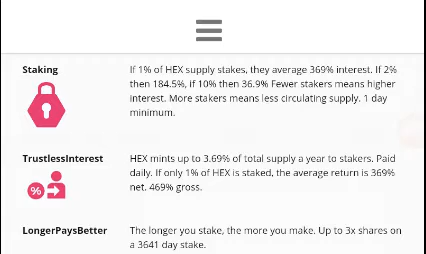 Staking
If 1% of HEX supply stakes, they average 369% interest. If 2%
then 184.5%, if 10% then 36.9% Fewer stakers means higher
interest. More stakers means less circulating supply. 1 day
minimum.
TrustlessInterest
HEX mints up to 3.69% of total supply a year to stakers. Paid
daily. If only 1% of HEX is staked, the average return is 369%
net. 469% gross.
%
LongerPaysBetter
The longer you stake, the more you make. Up to 3x shares on
a 3641 day stake.